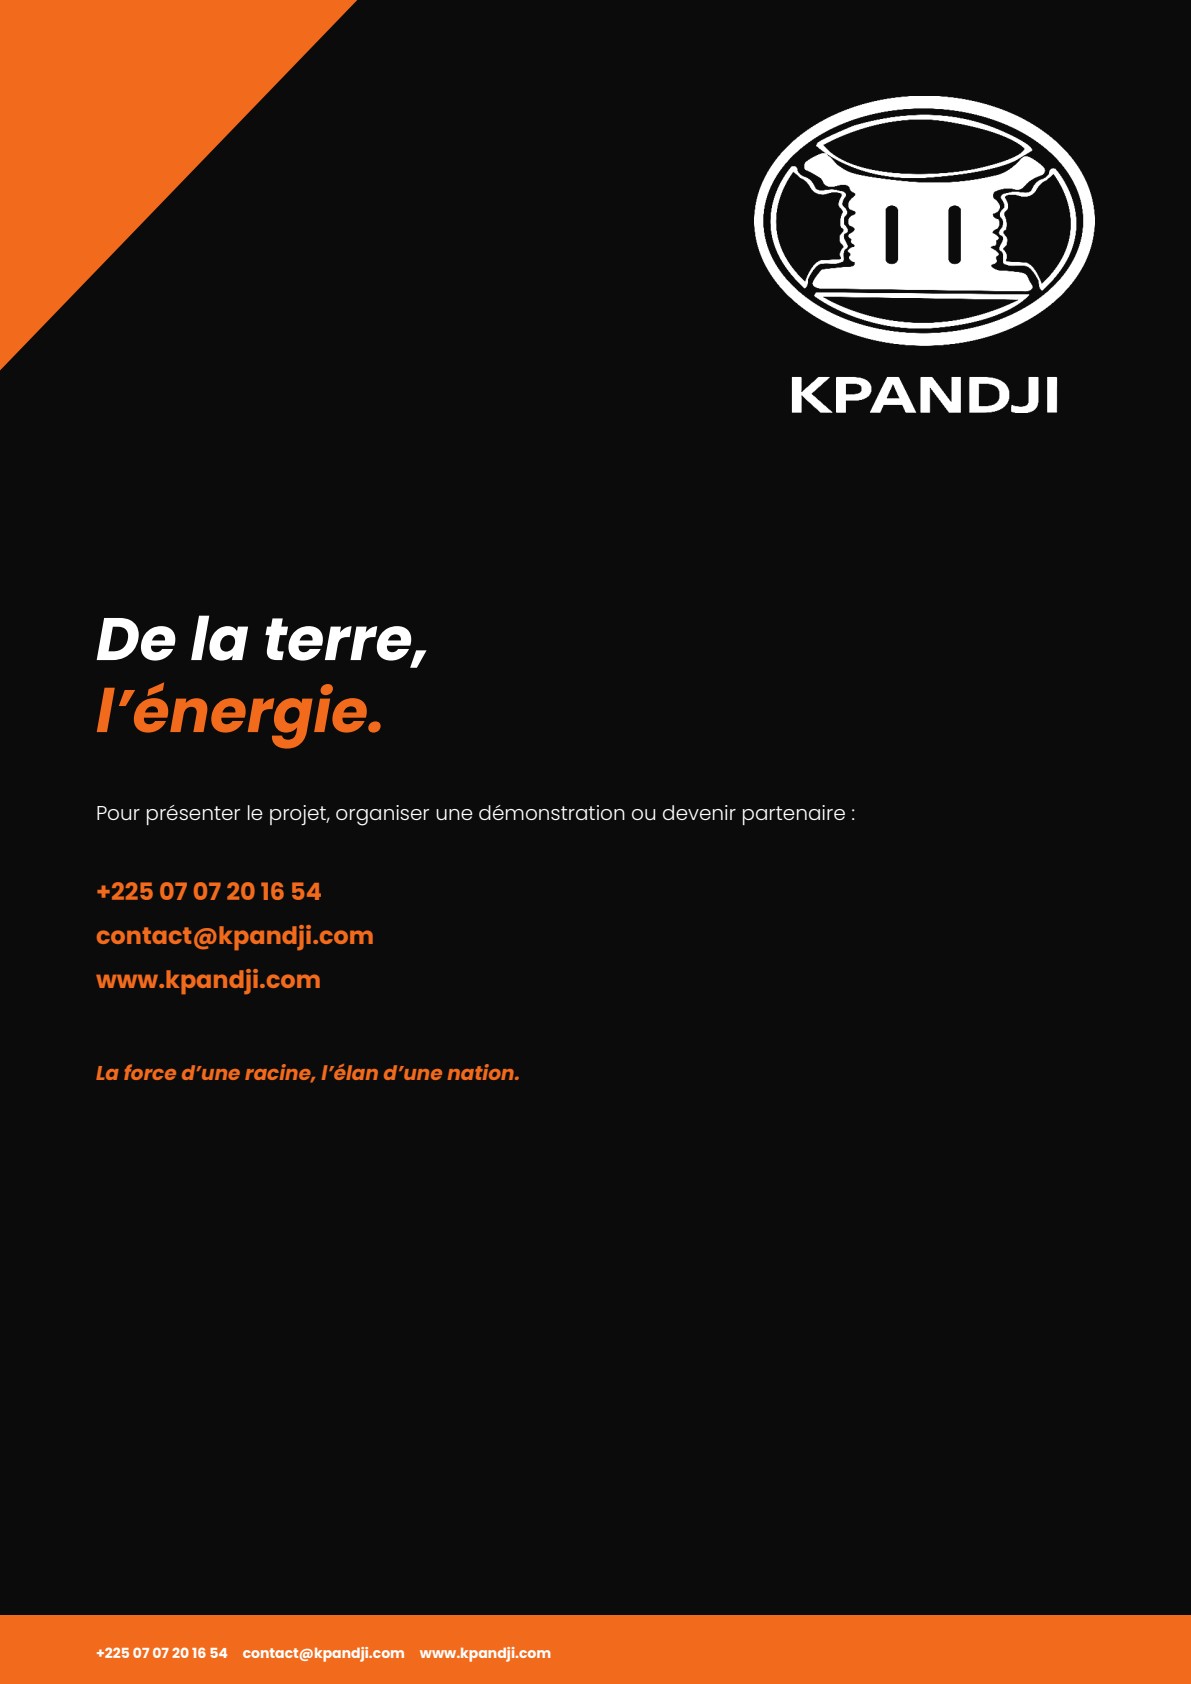 KPANDJI
De la terre,
l’énergie.
Pour présenter le projet, organiser une démonstration ou devenir partenaire :
+225 07 07 20 16 54
contact@kpandji.com
www.kpandji.com
La force d’une racine, l’élan d’une nation.
+225 07 07 20 16 54 contact@kpandji.com www.kpandji.com